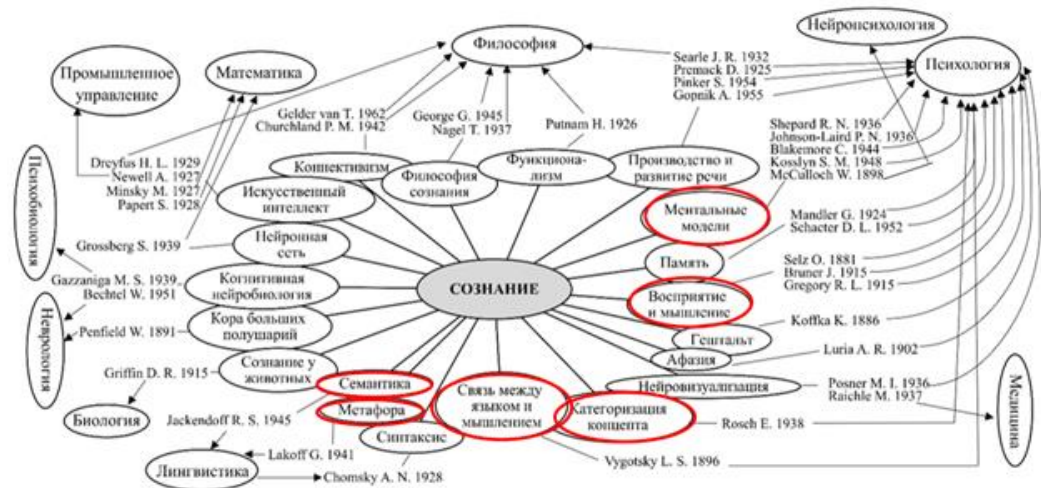 Философия
Нейропсихология
Психология
Промышленное
управление
Математика
Searle J. R. 1932
Premack D. 1925
Pinker S. 1954
Gopnik A. 1955
Gelder van T. 1962
Churchland P. M. 1942
George G. 1945
Nagel T. 1937
Putnam H. 1926
Shepard R. N. 1936
Johnson-Laird P. N. 1936
Blakemore C. 1944
Kosslyn S. M. 1948
McCulloch W. 1898
Dreyfus H. L. 1929
Newell A. 1927
Minsky M. 1927
Papert S. 1928
Grossberg S. 1939
Психобиология
Коннективизм
Философия
сознания
Функциона-
лизм
Производство и
развитие речи
Искусственный
интеллект
Ментальные
модели
Mandler G. 1924
Schacter D. L. 1952
Нейронная
сеть
Память
Gazzaniga M. S. 1939
Bechtel W. 1951
Когнитивная
нейробиология
СОЗНАНИЕ
Восприятие
и мышление
Selz O. 1881
Bruner J. 1915
Gregory R. L. 1915
Неврология
Penfield W. 1891
Кора больших
полушарий
Гештальт
Koffka K. 1886
Афазия
Luria A. R. 1902
Griffin D. R. 1915
Сознание у
животных
Нейровизуализация
Posner M. I. 1936
Raichle M. 1937
Медицина
Биология
Семантика
Метафора
Связь между
языком и
мышлением
Категоризация
концепта
Rosch E. 1938
Jackendoff R. S. 1945
Синтаксис
Lakoff G. 1941
Vygotsky L. S. 1896
Лингвистика
Chomsky A. N. 1928